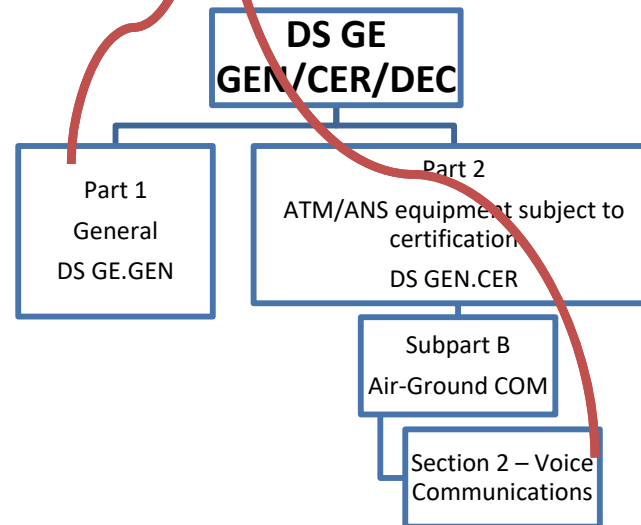 DS GE
GEN/CER/DEC
Part 1
General
DS GE.GEN
Part 2
ATM/ANS equipment subject to
certification
DS GEN.CER
Subpart B
Air-Ground COM
Section 2 – Voice
Communications